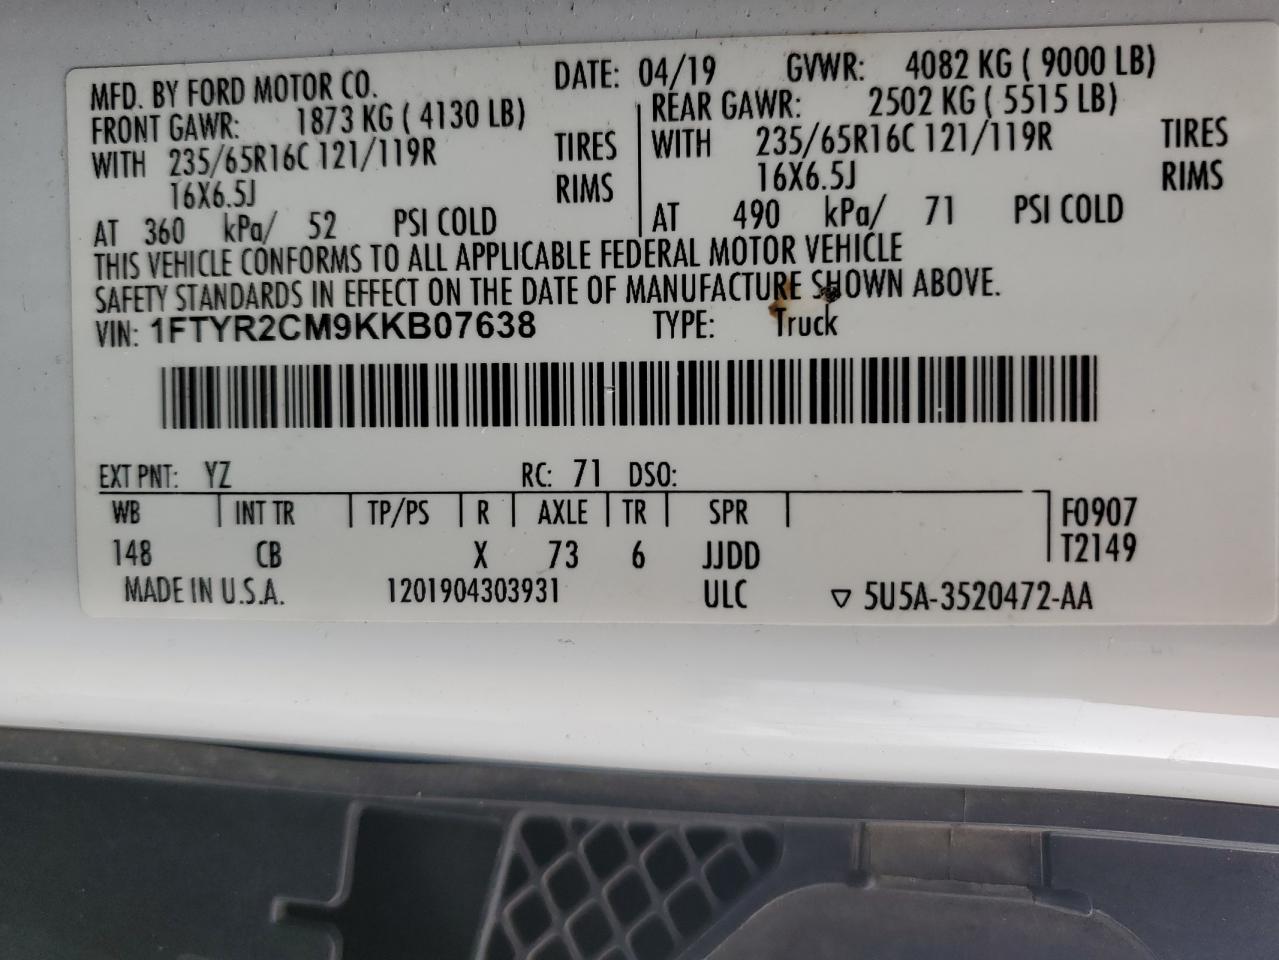 MFD. BY FORD MOTOR CO. DATE: 04/19 GVWR: 4082 KG ( 9000 LB)
FRONT GAWR: 1873 KG ( 4130 LB) REAR GAWR: 2502 KG ( 5515 LB)
WITH 235/65R16C 121/119R TIRES WITH 235/65R16C 121/119R TIRES
16X6.5J RIMS 16X6.5J RIMS
AT 360 kPa/ 52 PSI COLD AT 490 kPa/ 71 PSI COLD
THIS VEHICLE CONFORMS TO ALL APPLICABLE FEDERAL MOTOR VEHICLE
SAFETY STANDARDS IN EFFECT ON THE DATE OF MANUFACTURE SHOWN ABOVE.
VIN: 1FTYR2CM9KKB07638 TYPE: Truck
EXT PNT: YZ RC: 71 DSO:
WB INT TR TP/PS R AXLE TR SPR F0907
148 CB X 73 6 JJDD T2149
MADE IN U.S.A. 1201904303931 ULC ▽ 5U5A-3520472-AA